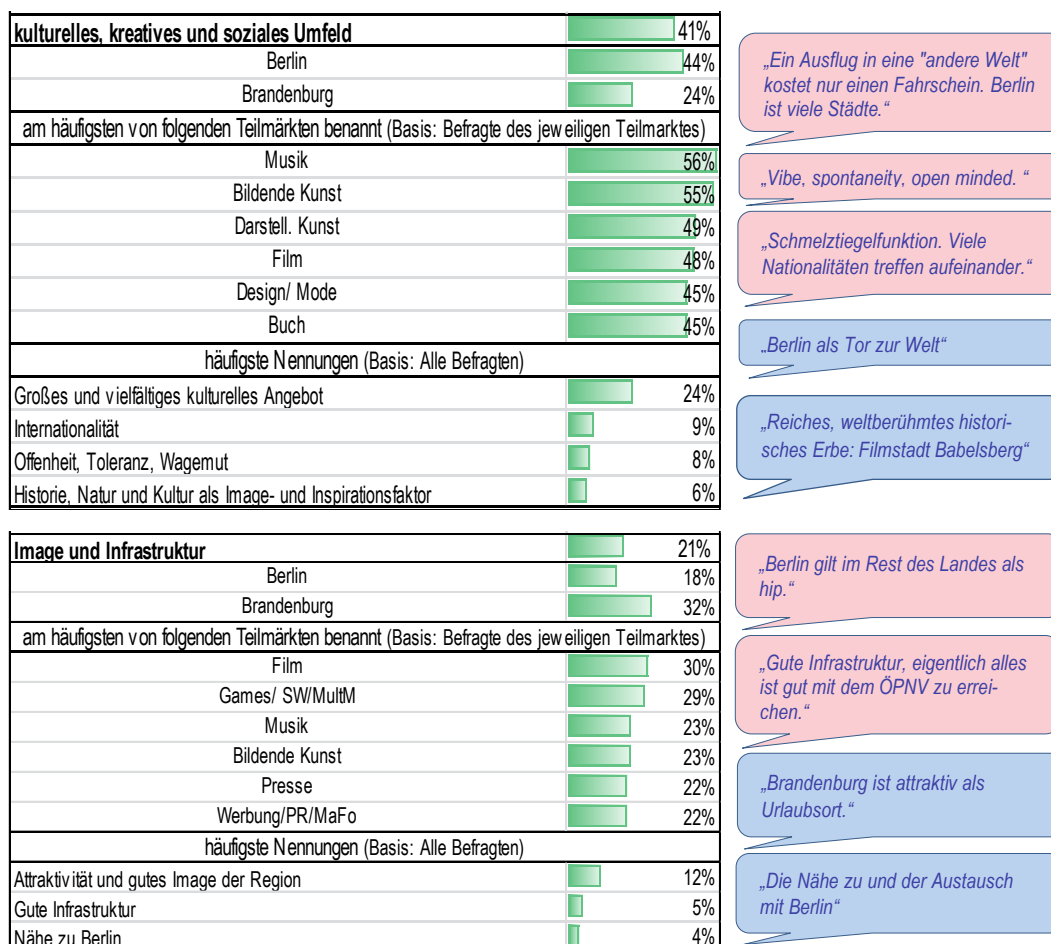 kulturelles, kreatives und soziales Umfeld 41%
Berlin 44%
Brandenburg 24%
am häufigsten von folgenden Teilmärkten benannt (Basis: Befragte des jeweiligen Teilmarktes)
Musik 56%
Bildende Kunst 55%
Darstell. Kunst 49%
Film 48%
Design/ Mode 45%
Buch 45%
häufigste Nennungen (Basis: Alle Befragten)
Großes und vielfältiges kulturelles Angebot 24%
Internationalität 9%
Offenheit, Toleranz, Wagemut 8%
Historie, Natur und Kultur als Image- und Inspirationsfaktor 6%
„Ein Ausflug in eine "andere Welt"
kostet nur einen Fahrschein. Berlin
ist viele Städte.“
„Vibe, spontaneity, open minded. “
„Schmelztiegelfunktion. Viele
Nationalitäten treffen aufeinander.“
„Berlin als Tor zur Welt“
„Reiches, weltberühmtes histori-
sches Erbe: Filmstadt Babelsberg“
Image und Infrastruktur 21%
Berlin 18%
Brandenburg 32%
am häufigsten von folgenden Teilmärkten benannt (Basis: Befragte des jeweiligen Teilmarktes)
Film 30%
Games/ SW/MultM 29%
Musik 23%
Bildende Kunst 23%
Presse 22%
Werbung/PR/MaFo 22%
häufigste Nennungen (Basis: Alle Befragten)
Attraktivität und gutes Image der Region 12%
Gute Infrastruktur 5%
Nähe zu Berlin 4%
„Berlin gilt im Rest des Landes als
hip.“
„Gute Infrastruktur, eigentlich alles
ist gut mit dem ÖPNV zu errei-
chen.“
„Brandenburg ist attraktiv als
Urlaubsort.“
„Die Nähe zu und der Austausch
mit Berlin“